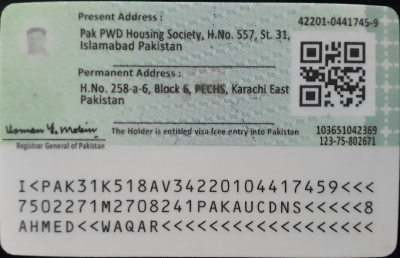 Present Address :
42201-0441745-9
Pak PWD Housing Society, H.No. 557, St. 31,
Islamabad Pakistan
Permanent Address :
H.No. 258-a-6, Block 6, PECHS, Karachi East
Pakistan
Usman Y. Mobin
The Holder is entitled visa free entry into Pakistan
103651042369
Registrar General of Pakistan
123-75-802671
I<PAK31K518AV34220104417459<<<
7502271M2708241PAKAUCDNS<<<<<8
AHMED<<WAQAR<<<<<<<<<<<<<<<<<<